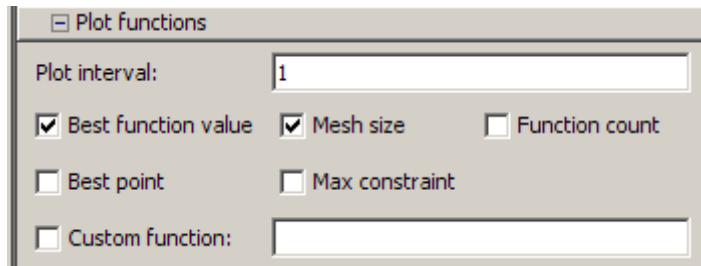 Plot functions
Plot interval: 1
Best function value Mesh size Function count
Best point Max constraint
Custom function: